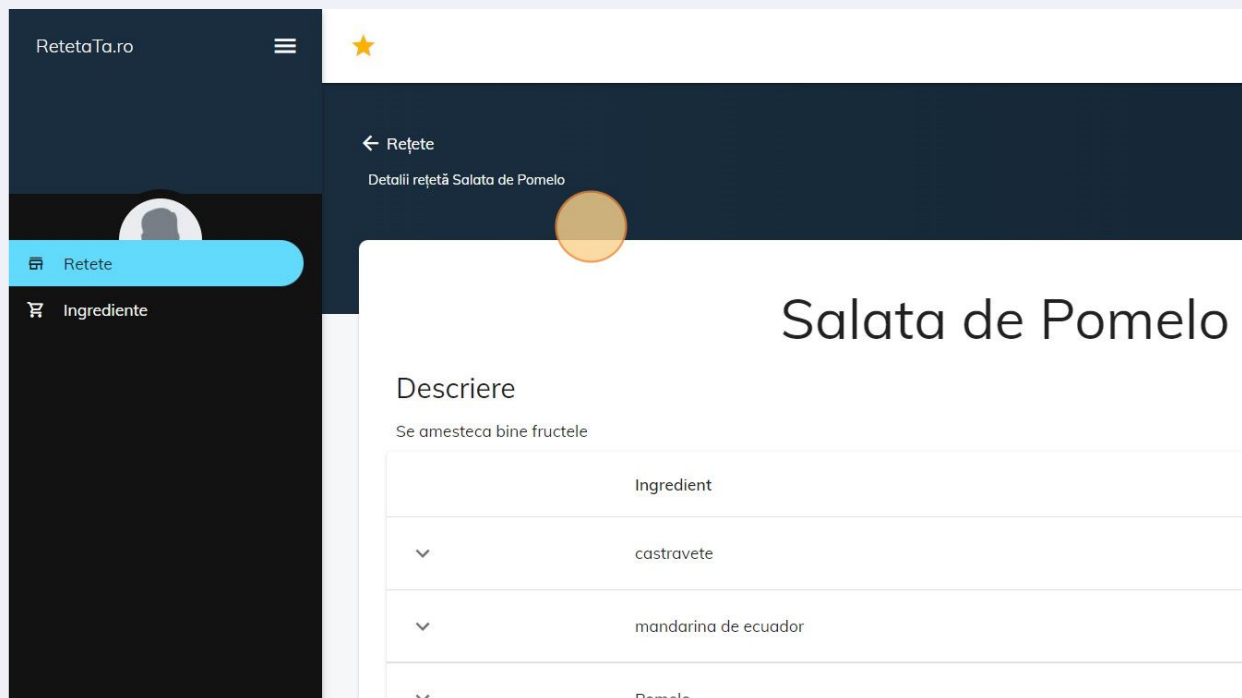 RetetaTa.ro
Rețete
Detalii rețetă Salata de Pomelo
Retete
Ingrediente
Salata de Pomelo
Descriere
Se amesteca bine fructele
Ingredient
castravete
mandarina de ecuador
Pomelo